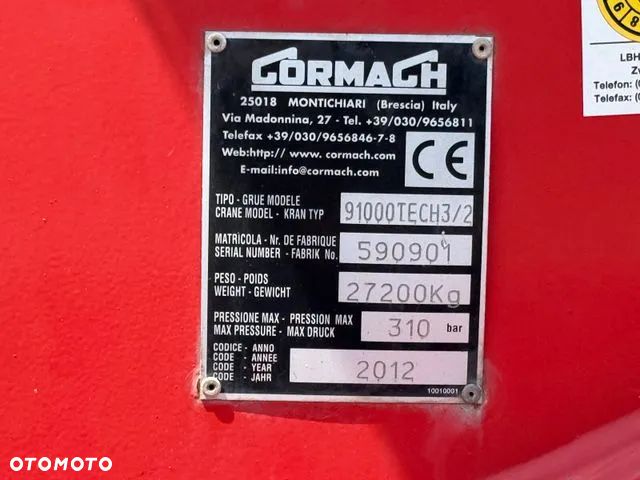 CORMACH
25018 MONTICHIARI (Brescia) Italy
Via Madonnina, 27 - Tel. +39/030/9656811
Telefax +39/030/9656846-7-8
Web:http// www. cormach.com
E-mail:info@cormach.com
CE
TIPO - GRUE MODELE
CRANE MODEL - KRAN TYP
91000TECH3/2
MATRICOLA - Nr. DE FABRIQUE
SERIAL NUMBER - FABRIK No.
590901
PESO - POIDS
WEIGHT - GEWICHT
27200Kg
PRESSIONE MAX - PRESSION MAX
MAX PRESSURE - MAX DRUCK
310 bar
CODICE - ANNO
CODE - ANNEE
CODE - YEAR
CODE - JAHR
2012
10010001
6 8
LBH
Telefon: (
Telefax: (
OTOMOTO